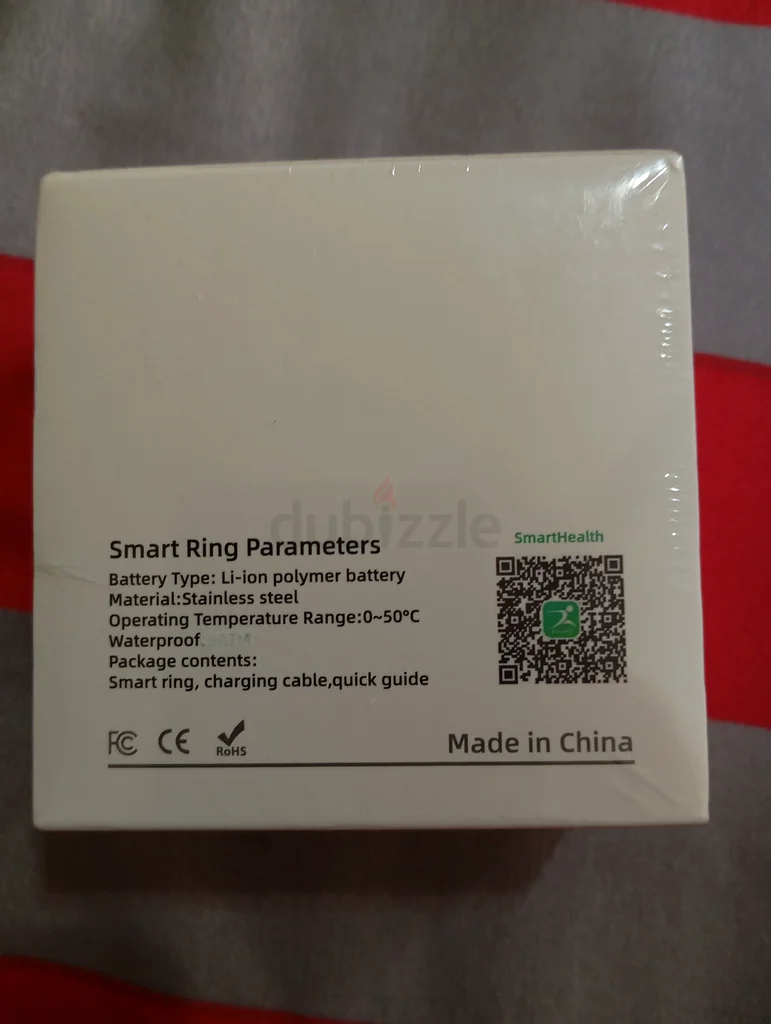 dubizzle
Smart Ring Parameters
Battery Type: Li-ion polymer battery
Material:Stainless steel
Operating Temperature Range:0~50°C
Waterproof
Package contents:
Smart ring, charging cable,quick guide
SmartHealth
FC CE RoHS
Made in China